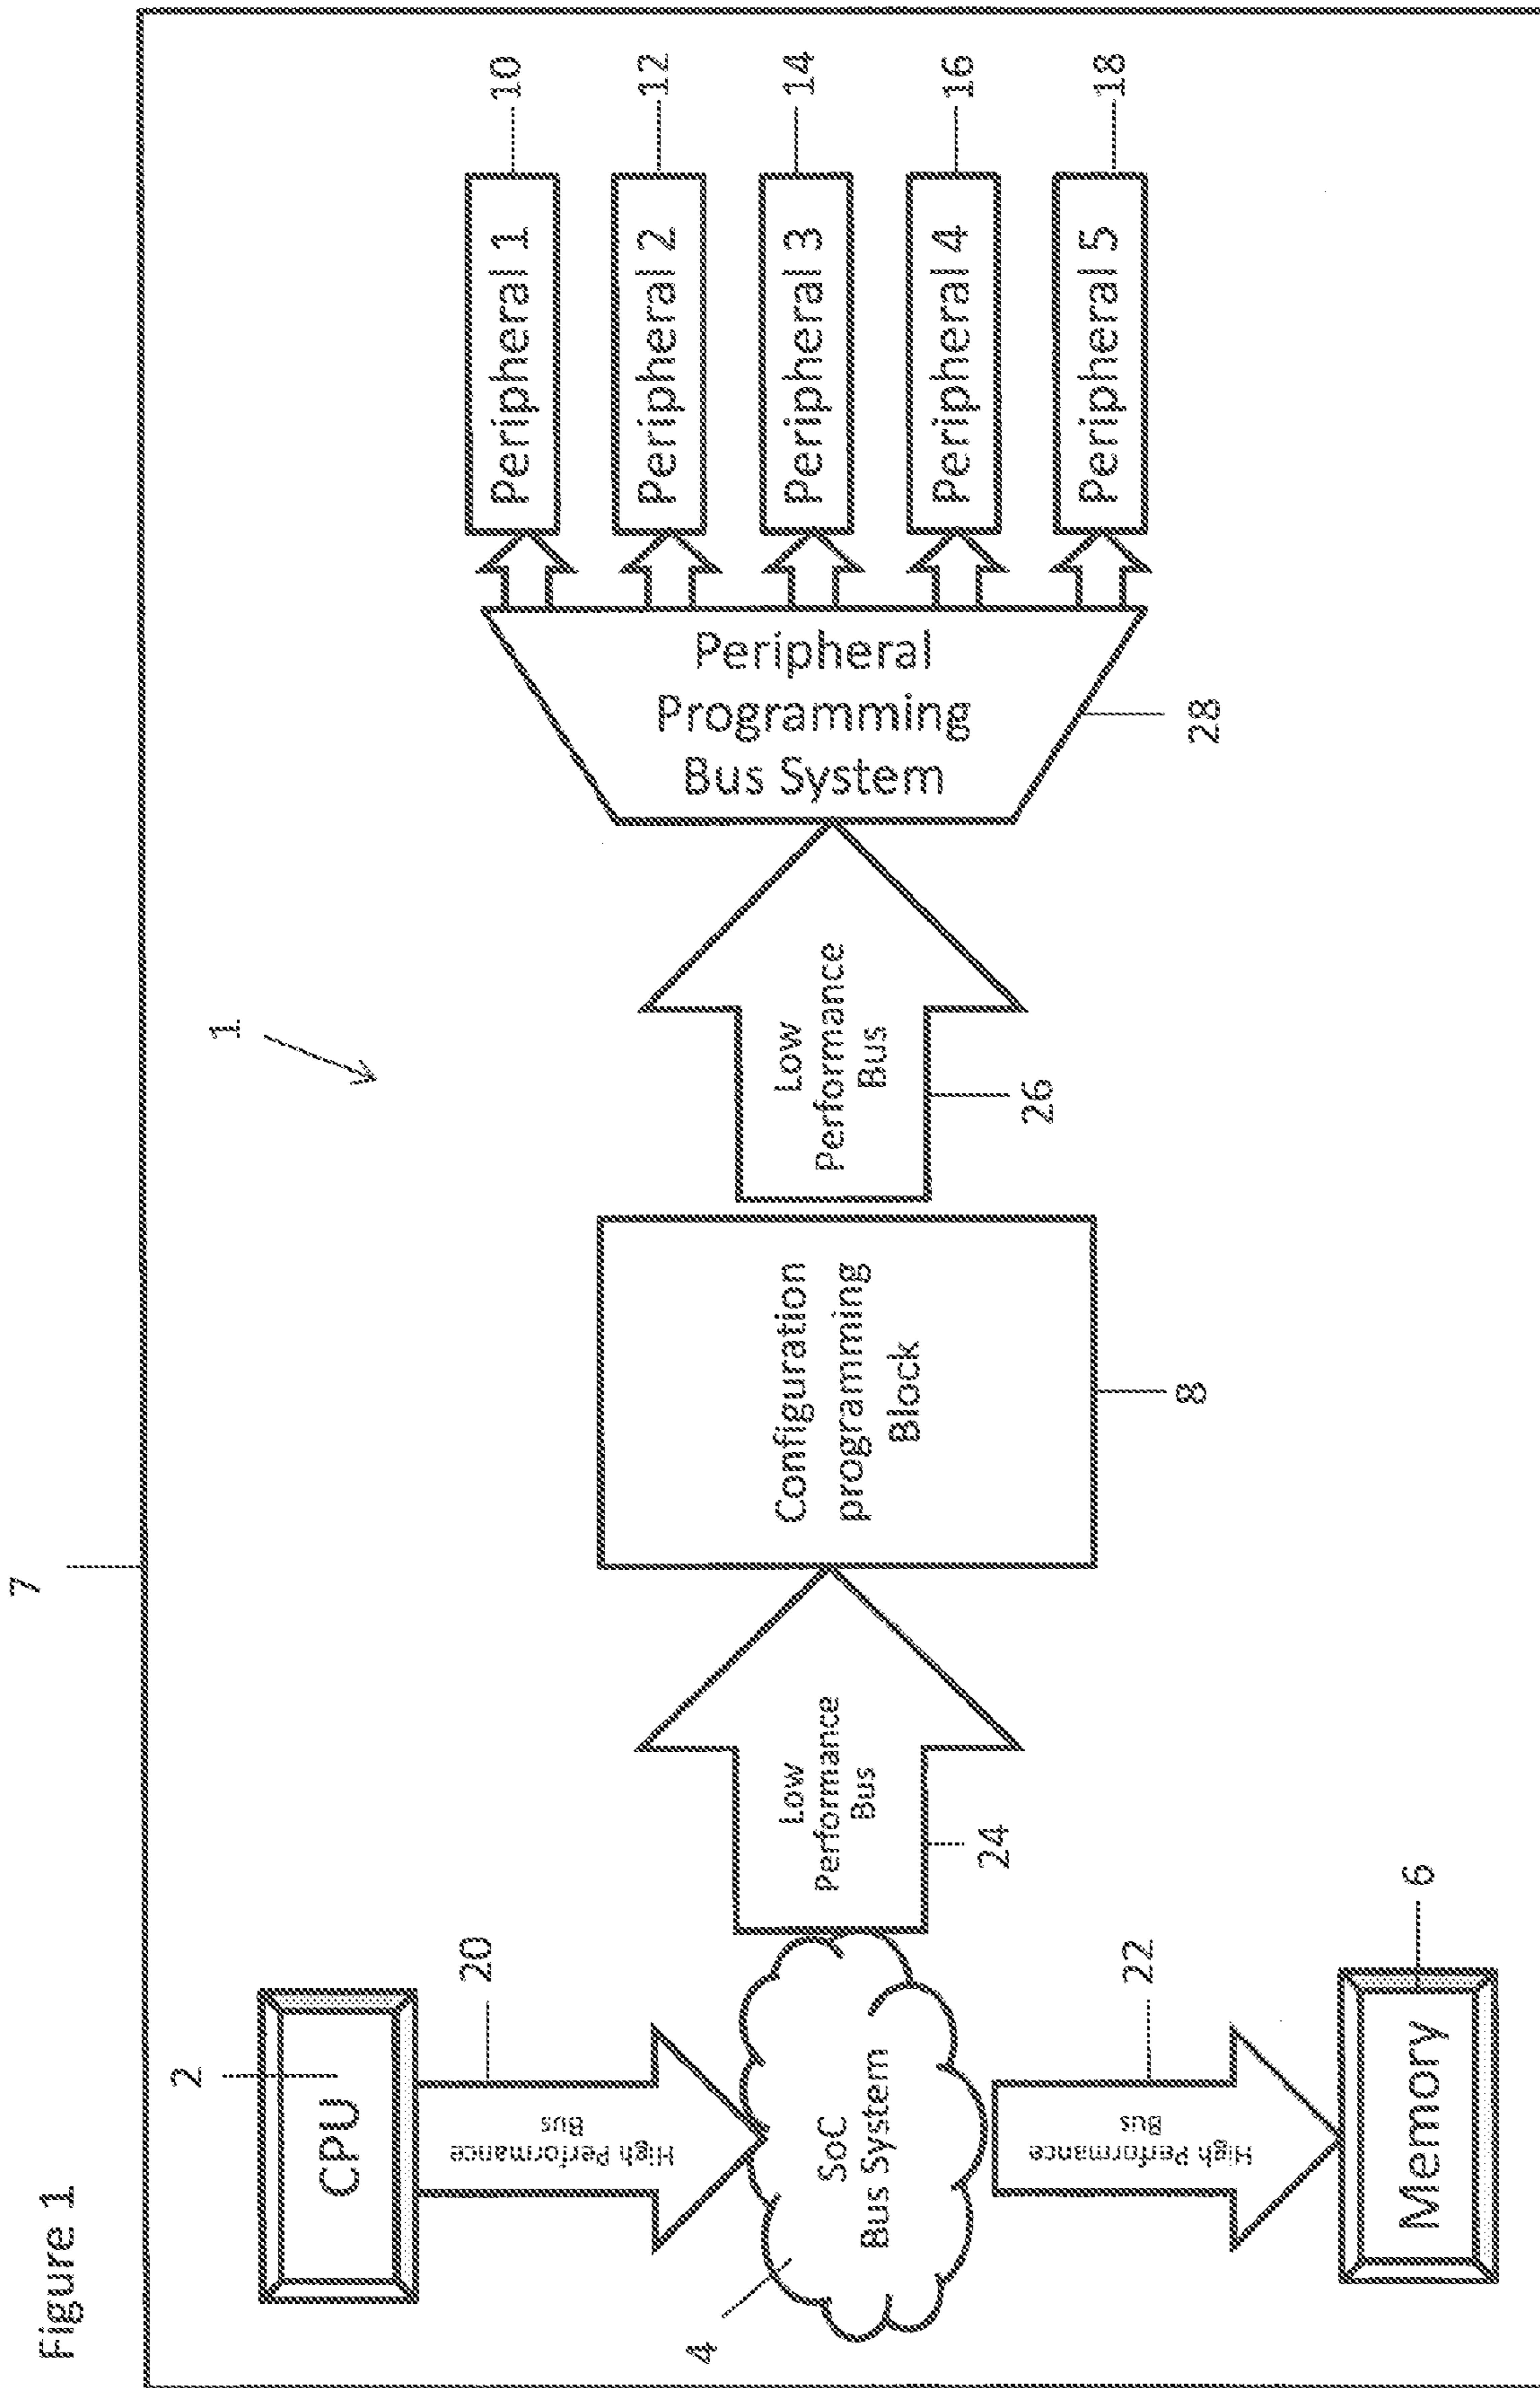 Figure 1
7
1
2
CPU
20
High Performance
Bus
4
SoC
Bus System
22
High Performance
Bus
6
Memory
Low
Performance
Bus
24
Configuration
programming
Block
8
Low
Performance
Bus
26
Peripheral
Programming
Bus System
28
Peripheral 1
10
Peripheral 2
12
Peripheral 3
14
Peripheral 4
16
Peripheral 5
18